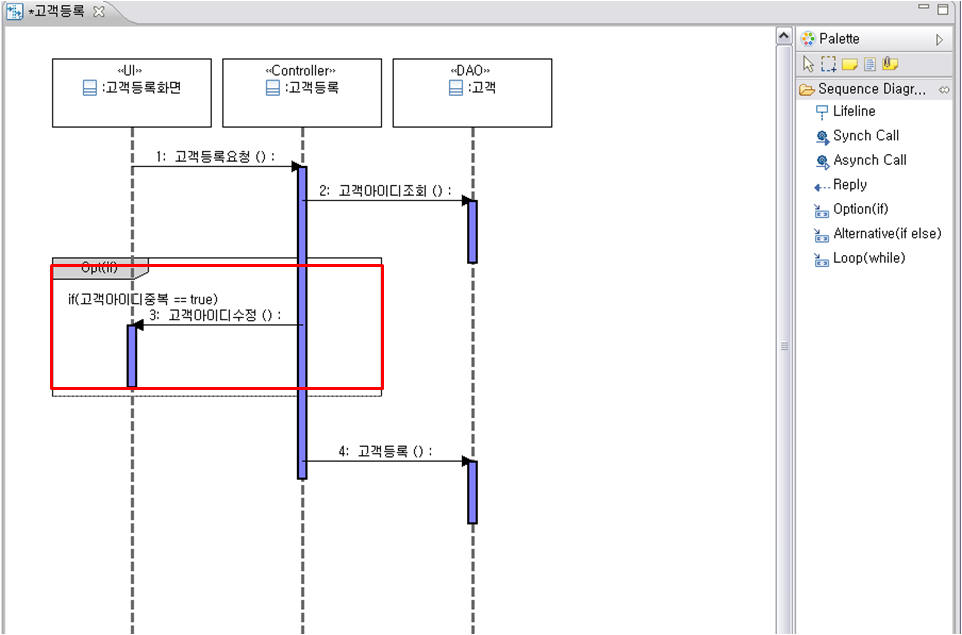 *고객등록
«UI»
:고객등록화면
«Controller»
:고객등록
«DAO»
:고객
1: 고객등록요청 () :
2: 고객아이디조회 () :
Opt(if)
if(고객아이디중복 == true)
3: 고객아이디수정 () :
4: 고객등록 () :
Palette
Sequence Diagr...
Lifeline
Synch Call
Asynch Call
Reply
Option(if)
Alternative(if else)
Loop(while)